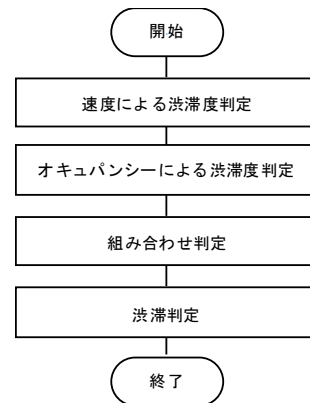 開始
速度による渋滞度判定
オキュパンシーによる渋滞度判定
組み合わせ判定
渋滞判定
終了